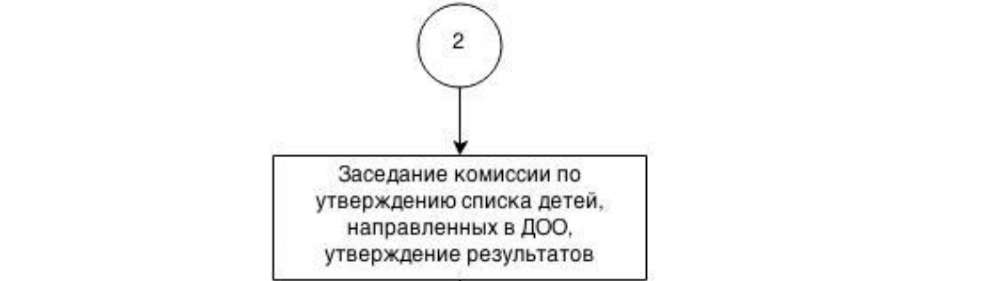 2
Заседание комиссии по
утверждению списка детей,
направленных в ДОО,
утверждение результатов